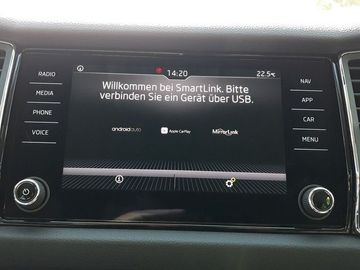 14:20
22.5°C
Willkommen bei SmartLink. Bitte
verbinden Sie ein Gerät über USB.
androidauto
Apple CarPlay
MirrorLink
RADIO
MEDIA
PHONE
VOICE
NAV
APP
CAR
MENU